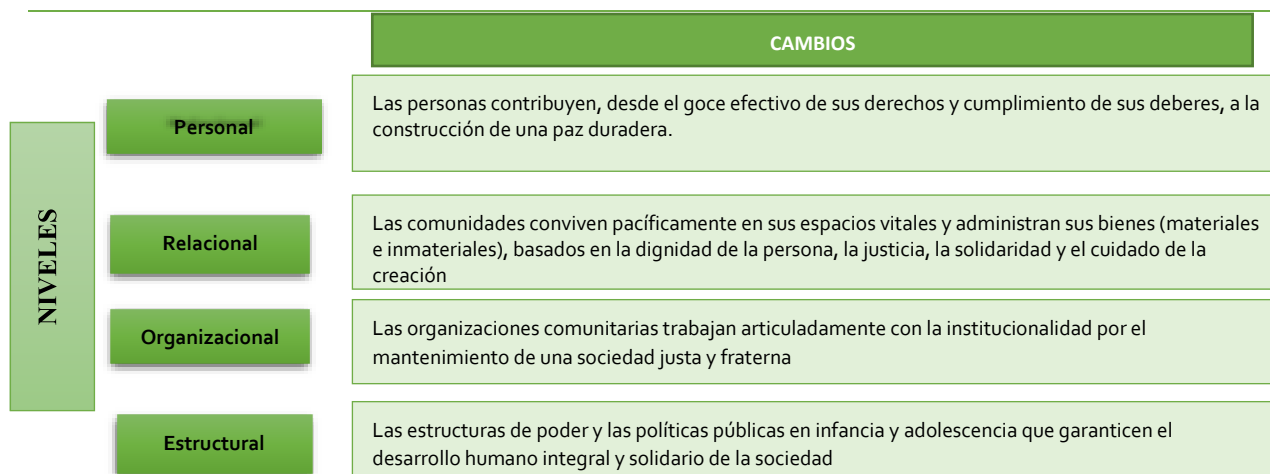 CAMBIOS
NIVELES
Personal
Las personas contribuyen, desde el goce efectivo de sus derechos y cumplimiento de sus deberes, a la
construcción de una paz duradera.
Relacional
Las comunidades conviven pacíficamente en sus espacios vitales y administran sus bienes (materiales
e inmateriales), basados en la dignidad de la persona, la justicia, la solidaridad y el cuidado de la
creación
Organizacional
Las organizaciones comunitarias trabajan articuladamente con la institucionalidad por el
mantenimiento de una sociedad justa y fraterna
Estructural
Las estructuras de poder y las políticas públicas en infancia y adolescencia que garanticen el
desarrollo humano integral y solidario de la sociedad